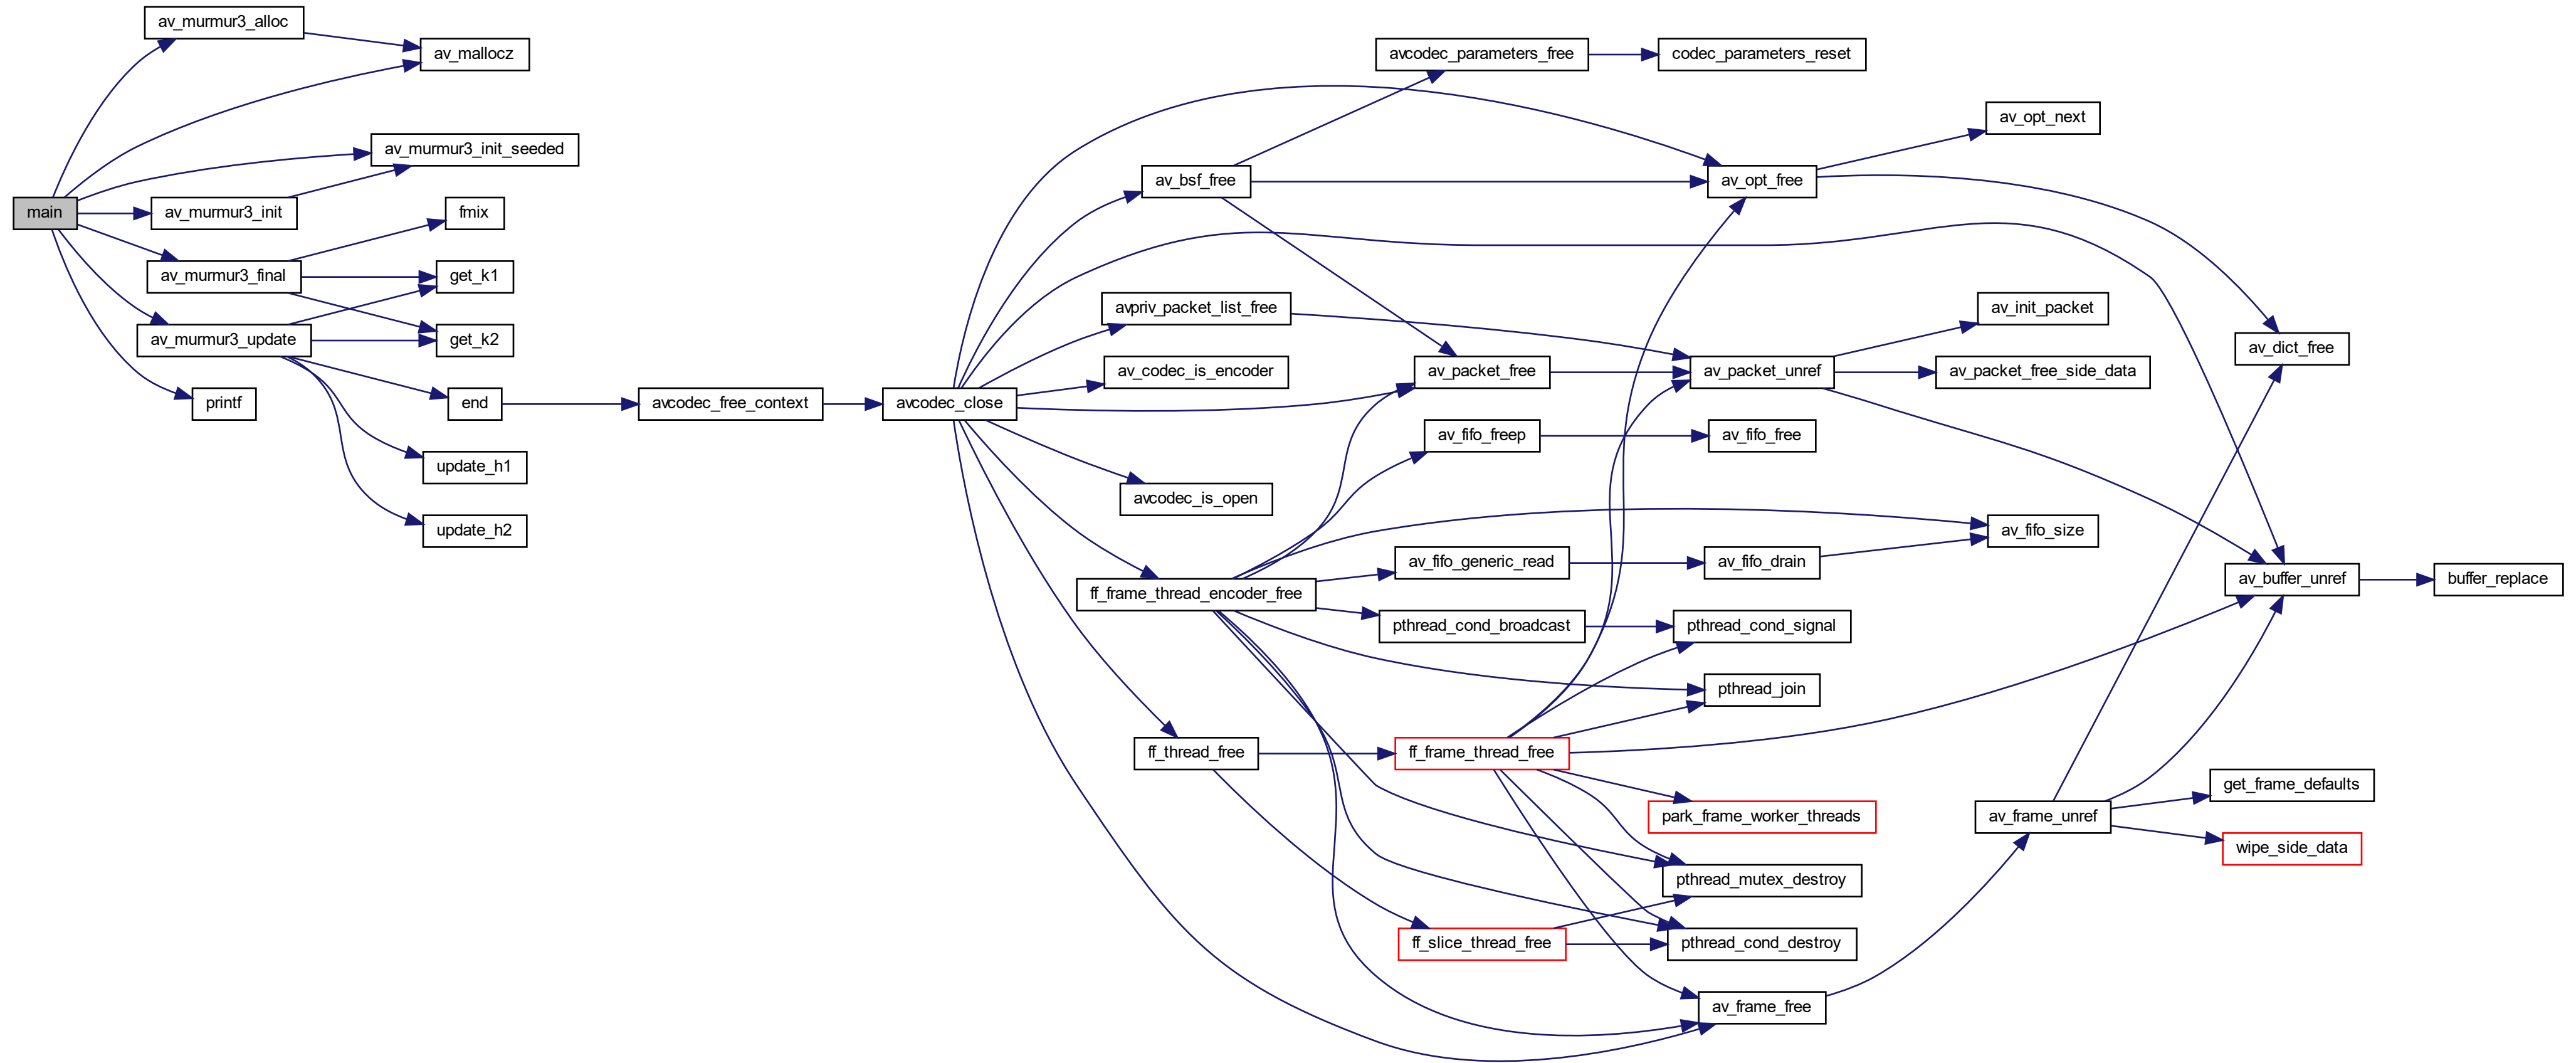 main
av_murmur3_alloc
av_mallocz
av_murmur3_init_seeded
av_murmur3_init
fmix
av_murmur3_final
get_k1
av_murmur3_update
get_k2
printf
end
update_h1
update_h2
avcodec_free_context
avcodec_close
avcodec_parameters_free
codec_parameters_reset
av_bsf_free
av_opt_free
av_opt_next
avpriv_packet_list_free
av_codec_is_encoder
av_packet_free
av_packet_unref
av_init_packet
av_packet_free_side_data
av_dict_free
avcodec_is_open
av_fifo_freep
av_fifo_free
av_fifo_size
ff_frame_thread_encoder_free
av_fifo_generic_read
av_fifo_drain
av_buffer_unref
buffer_replace
pthread_cond_broadcast
pthread_cond_signal
pthread_join
ff_thread_free
ff_frame_thread_free
park_frame_worker_threads
av_frame_unref
get_frame_defaults
wipe_side_data
pthread_mutex_destroy
ff_slice_thread_free
pthread_cond_destroy
av_frame_free